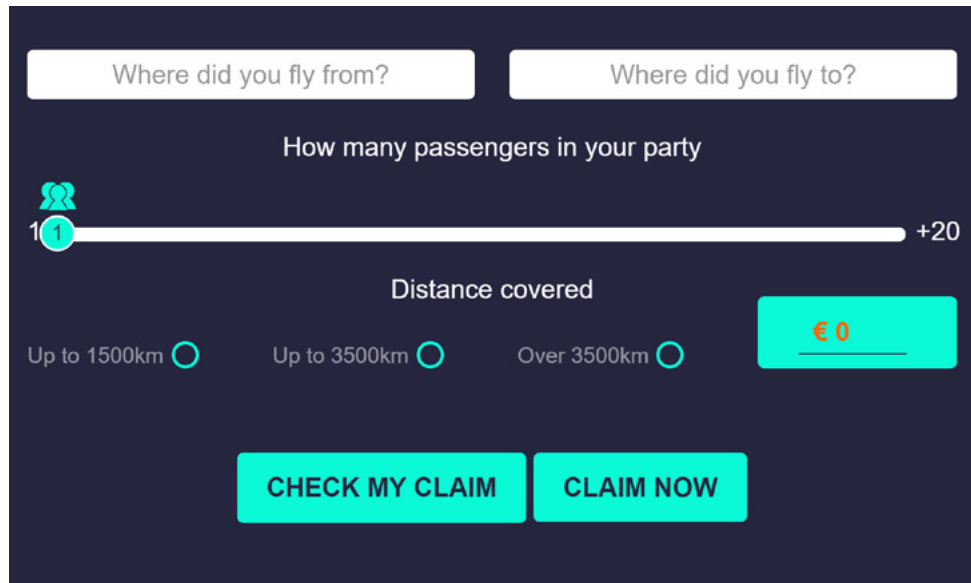 Where did you fly from?
Where did you fly to?
How many passengers in your party
1 1 +20
Distance covered
Up to 1500km
Up to 3500km
Over 3500km
€ 0
CHECK MY CLAIM
CLAIM NOW